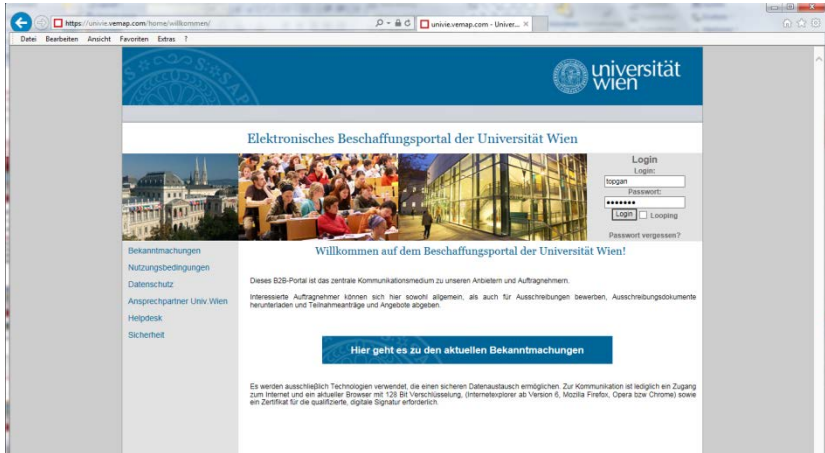 https://univie.vemap.com/home/willkommen/
univie.vemap.com - Univer...
Datei Bearbeiten Ansicht Favoriten Extras ?
universität
wien
Elektronisches Beschaffungsportal der Universität Wien
Login
Login:
topgan
Passwort:
Login Looping
Passwort vergessen?
Bekanntmachungen
Nutzungsbedingungen
Datenschutz
Ansprechpartner Univ.Wien
Helpdesk
Sicherheit
Willkommen auf dem Beschaffungsportal der Universität Wien!
Dieses B2B-Portal ist das zentrale Kommunikationsmedium zu unseren Anbietern und Auftragnehmern.
Interessierte Auftragnehmer können sich hier sowohl allgemein, als auch für Ausschreibungen bewerben, Ausschreibungsdokumente
herunterladen und Teilnahmeanträge und Angebote abgeben.
Hier geht es zu den aktuellen Bekanntmachungen
Es werden ausschließlich Technologien verwendet, die einen sicheren Datenaustausch ermöglichen. Zur Kommunikation ist lediglich ein Zugang
zum Internet und ein aktueller Browser mit 128 Bit Verschlüsselung, (Internetexplorer ab Version 6, Mozilla Firefox, Opera bzw Chrome) sowie
ein Zertifikat für die qualifizierte, digitale Signatur erforderlich.